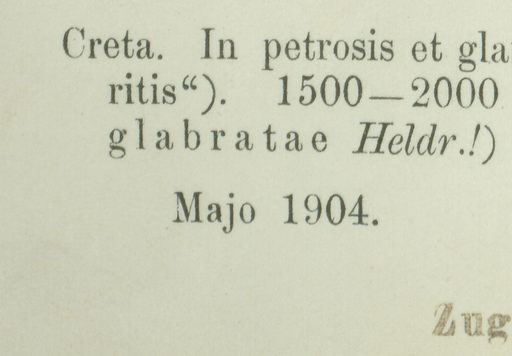 Creta. In petrosis et gla
ritis“). 1500—2000
glabratae Heldr.!)
Majo 1904.
Zug